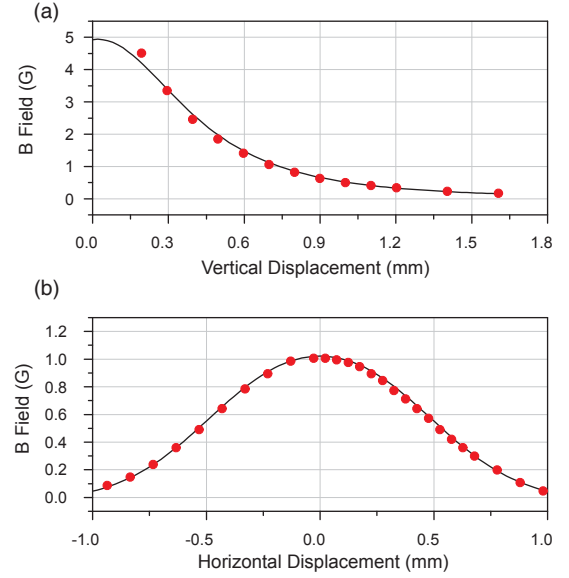 (a)
5
4
3
2
1
0
B Field (G)
0.0 0.3 0.6 0.9 1.2 1.5 1.8
Vertical Displacement (mm)
(b)
1.2
1.0
0.8
0.6
0.4
0.2
0.0
B Field (G)
-1.0 -0.5 0.0 0.5 1.0
Horizontal Displacement (mm)